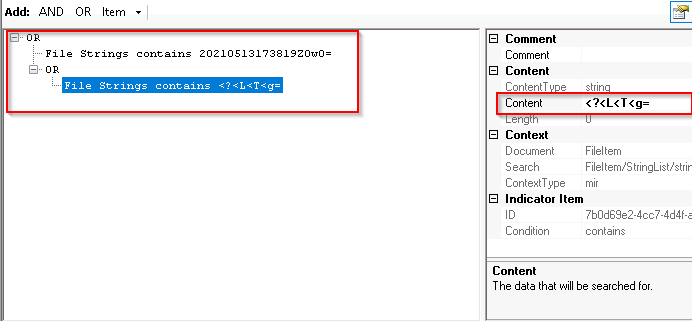 Add: AND OR Item
OR
File Strings contains 20210513173819Z0w0=
OR
File Strings contains <?<L<T<g=
Comment
Comment
Content
ContentType string
Content <?<L<T<g=
Length 0
Context
Document FileItem
Search FileItem/StringList/strin
ContextType mir
Indicator Item
ID 7b0d69e2-4cc7-4d4f-a
Condition contains
Content
The data that will be searched for.